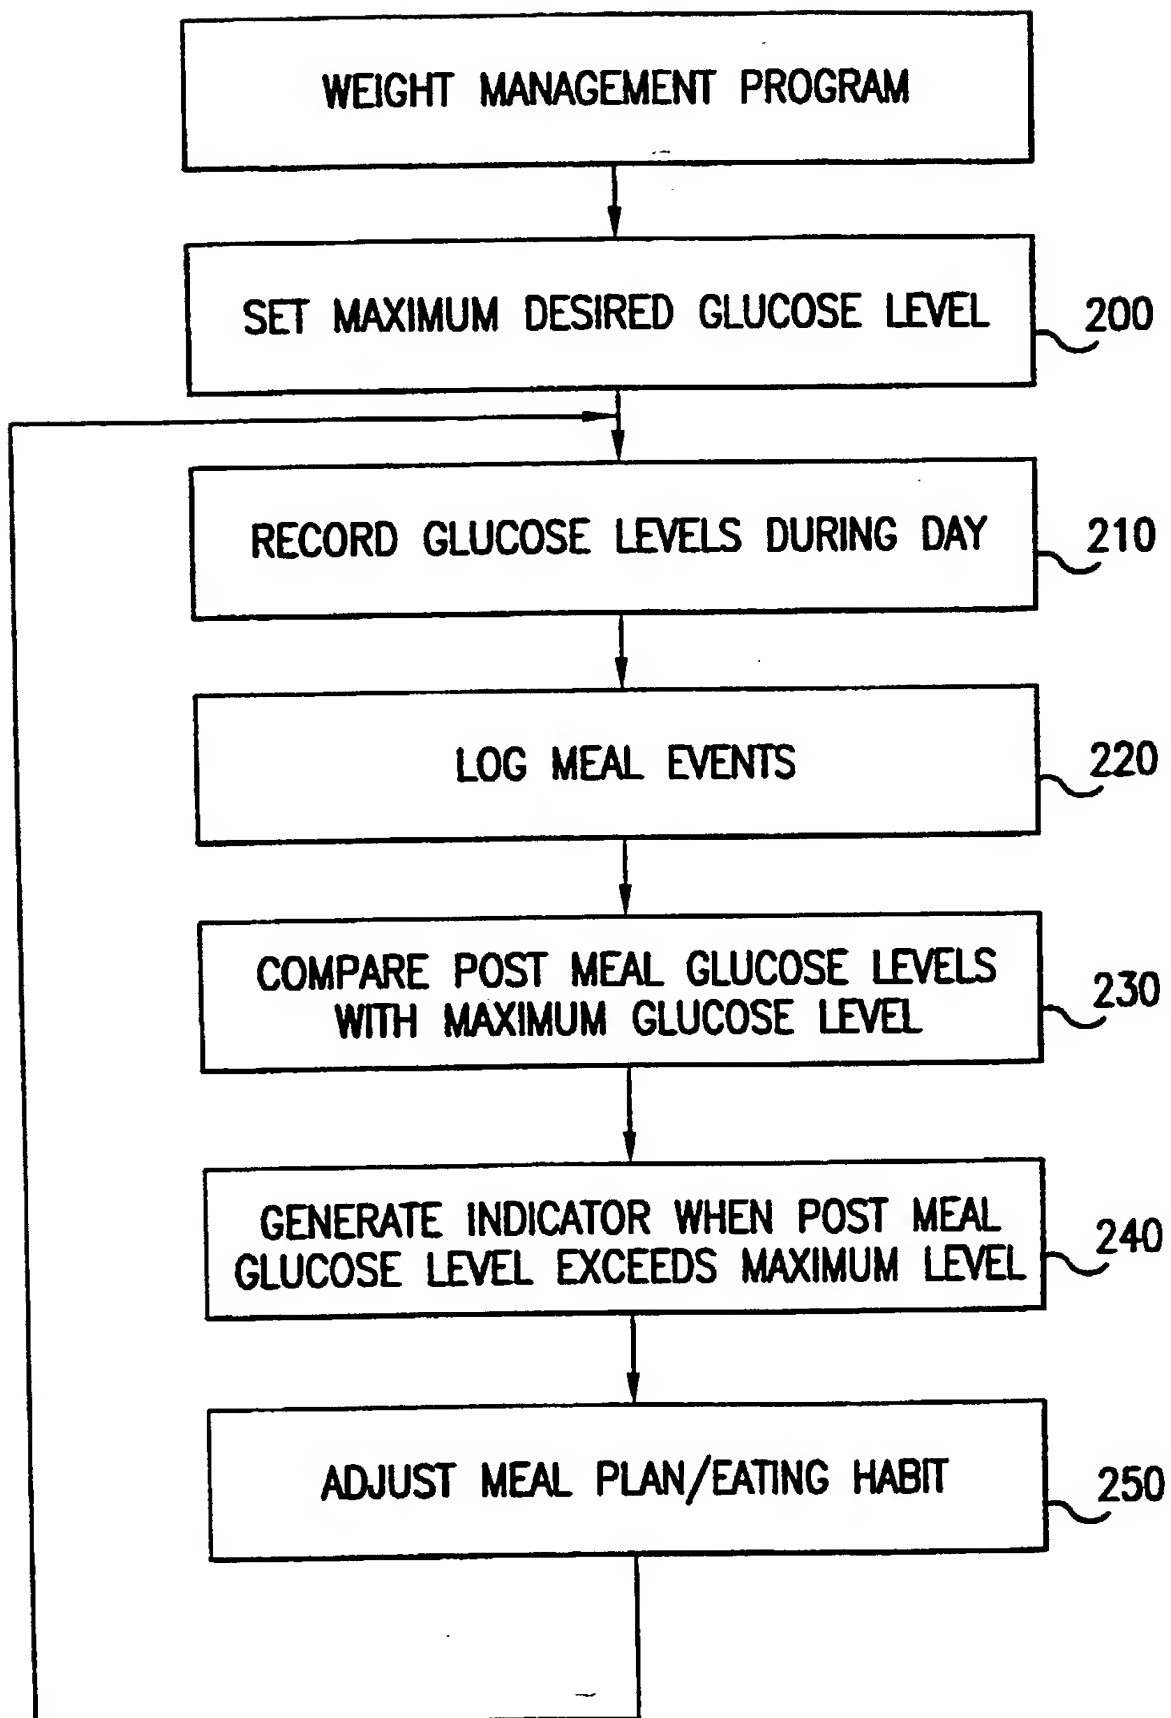 WEIGHT MANAGEMENT PROGRAM
SET MAXIMUM DESIRED GLUCOSE LEVEL
200
RECORD GLUCOSE LEVELS DURING DAY
210
LOG MEAL EVENTS
220
COMPARE POST MEAL GLUCOSE LEVELS
WITH MAXIMUM GLUCOSE LEVEL
230
GENERATE INDICATOR WHEN POST MEAL
GLUCOSE LEVEL EXCEEDS MAXIMUM LEVEL
240
ADJUST MEAL PLAN/EATING HABIT
250